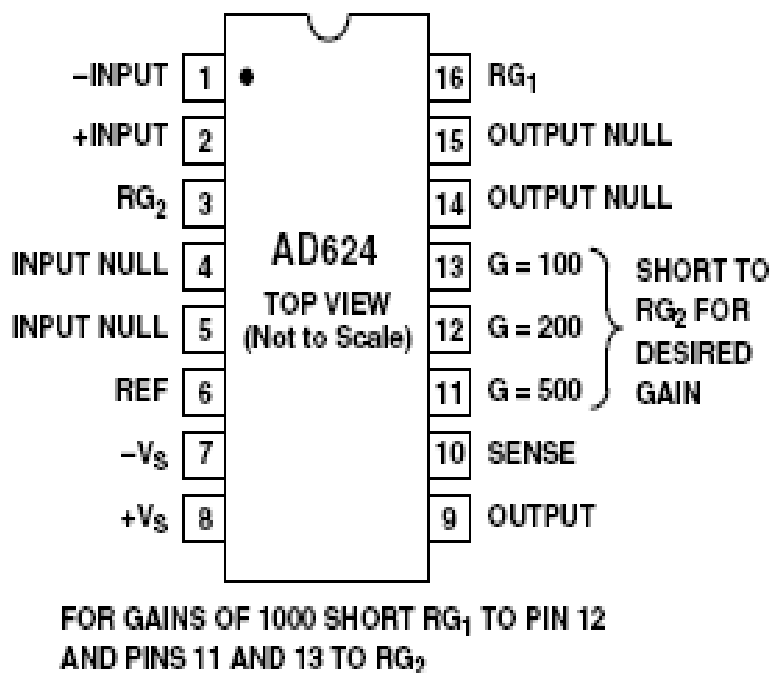 –INPUT 1 16 RG₁
+INPUT 2 15 OUTPUT NULL
RG₂ 3 14 OUTPUT NULL
INPUT NULL 4 13 G = 100
INPUT NULL 5 12 G = 200
REF 6 11 G = 500
–Vₛ 7 10 SENSE
+Vₛ 8 9 OUTPUT
AD624
TOP VIEW
(Not to Scale)
SHORT TO
RG₂ FOR
DESIRED
GAIN
FOR GAINS OF 1000 SHORT RG₁ TO PIN 12
AND PINS 11 AND 13 TO RG₂